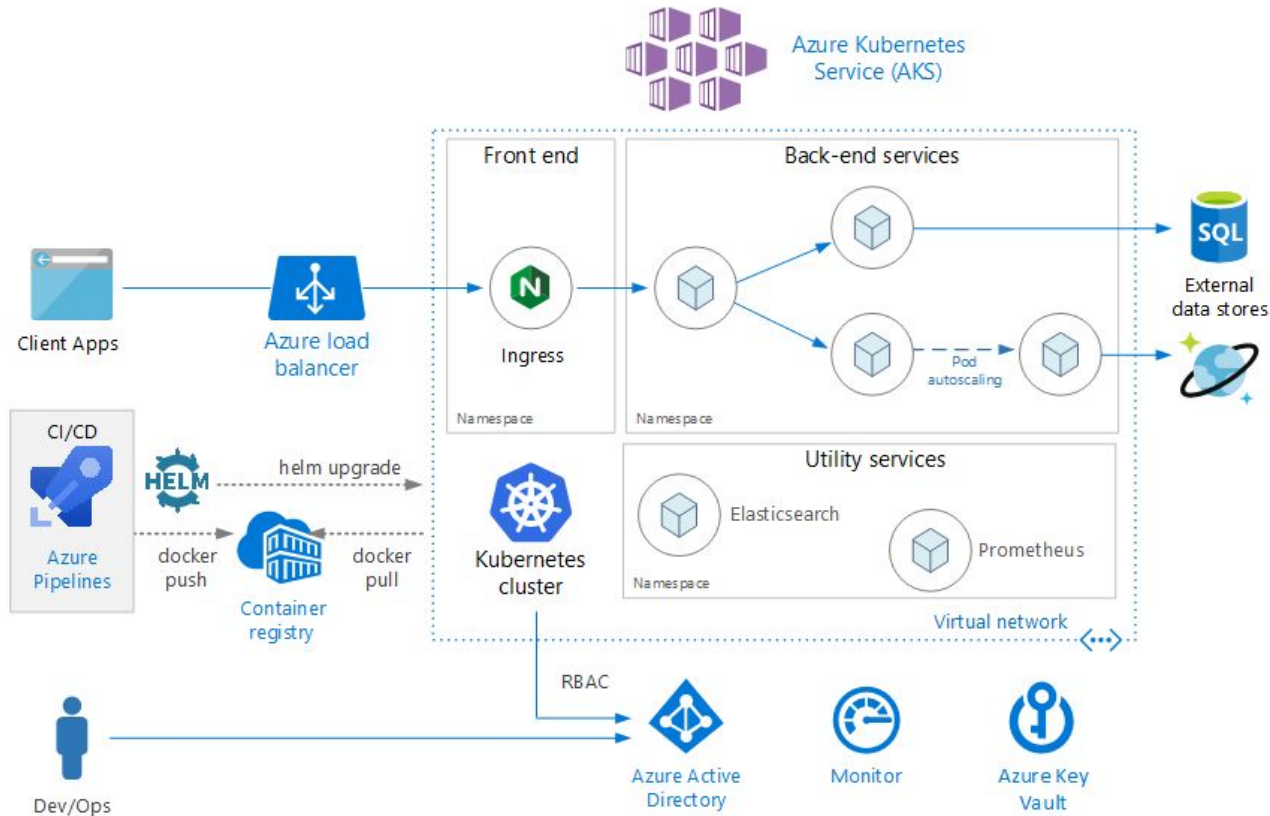 Azure Kubernetes
Service (AKS)
Front end
Back-end services
SQL
External
data stores
Client Apps
Azure load
balancer
N
Ingress
Pod
autoscaling
Namespace
Namespace
CI/CD
HELM
helm upgrade
Utility services
Elasticsearch
Prometheus
Kubernetes
cluster
Azure
Pipelines
docker
push
docker
pull
Container
registry
Namespace
Virtual network
RBAC
Dev/Ops
Azure Active
Directory
Monitor
Azure Key
Vault